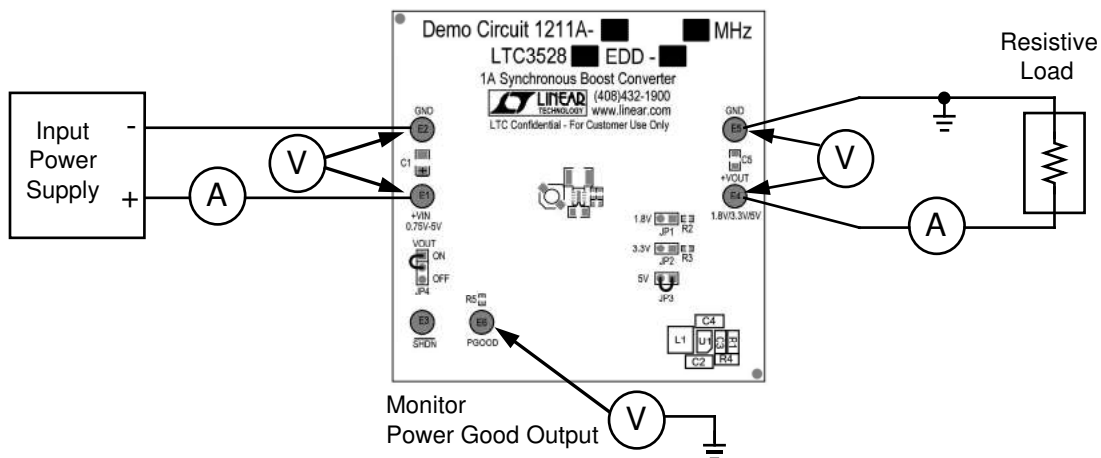 Demo Circuit 1211A- MHz
LTC3528 EDD -
1A Synchronous Boost Converter
LINEAR TECHNOLOGY (408)432-1900
www.linear.com
LTC Confidential - For Customer Use Only
Input
Power
Supply
-
+
A
V
GND
E2
C1
E1
+VIN
0.75V-5V
VOUT
ON
OFF
JP4
E3
SHDN
R5
E6
PGOOD
GND
E5
C5
+VOUT
E4
1.8V/3.3V/5V
1.8V
JP1
R2
3.3V
JP2
R3
5V
JP3
C4
L1
U1
C3
R1
C2
R4
V
A
Resistive
Load
Monitor
Power Good Output
V